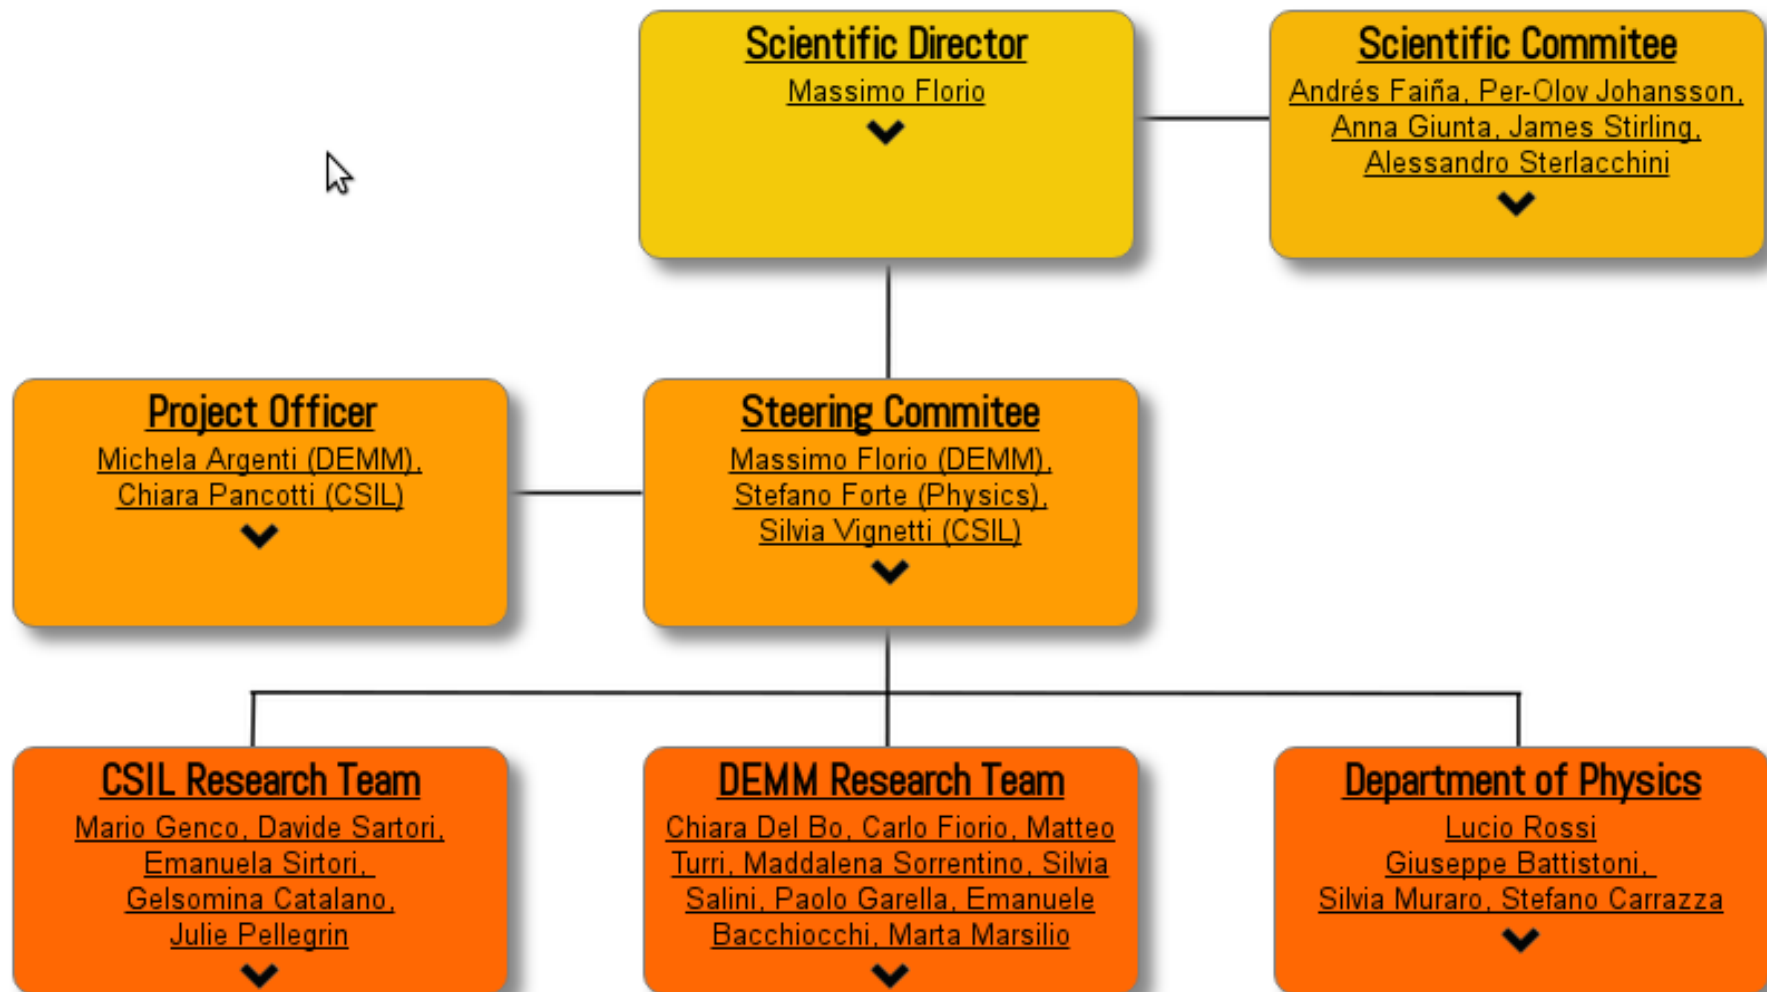 Scientific Director
Massimo Florio
Scientific Commitee
Andrés Faiña, Per-Olov Johansson,
Anna Giunta, James Stirling,
Alessandro Sterlacchini
Project Officer
Michela Argenti (DEMM),
Chiara Pancotti (CSIL)
Steering Commitee
Massimo Florio (DEMM),
Stefano Forte (Physics),
Silvia Vignetti (CSIL)
CSIL Research Team
Mario Genco, Davide Sartori,
Emanuela Sirtori,
Gelsomina Catalano,
Julie Pellegrin
DEMM Research Team
Chiara Del Bo, Carlo Fiorio, Matteo
Turri, Maddalena Sorrentino, Silvia
Salini, Paolo Garella, Emanuele
Bacchiocchi, Marta Marsilio
Department of Physics
Lucio Rossi
Giuseppe Battistoni,
Silvia Muraro, Stefano Carrazza